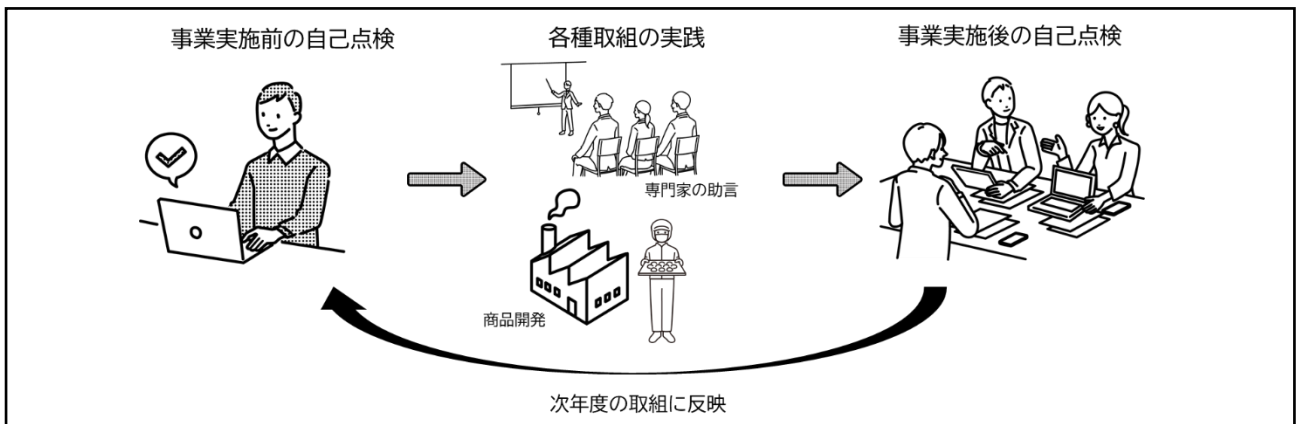 事業実施前の自己点検
各種取組の実践
事業実施後の自己点検
専門家の助言
商品開発
次年度の取組に反映